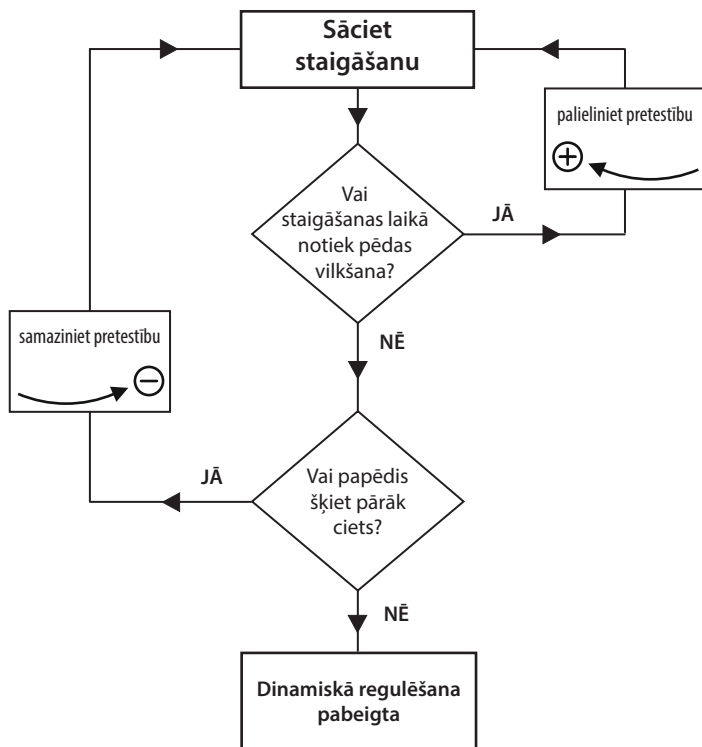 Sāciet
staigāšanu
palieliniet pretestību
Vai
staigāšanas laikā
notiek pēdas
vilkšana?
JĀ
NĒ
samaziniet pretestību
JĀ
Vai papēdis
šķiet pārāk
ciets?
NĒ
Dinamiskā regulēšana
pabeigta